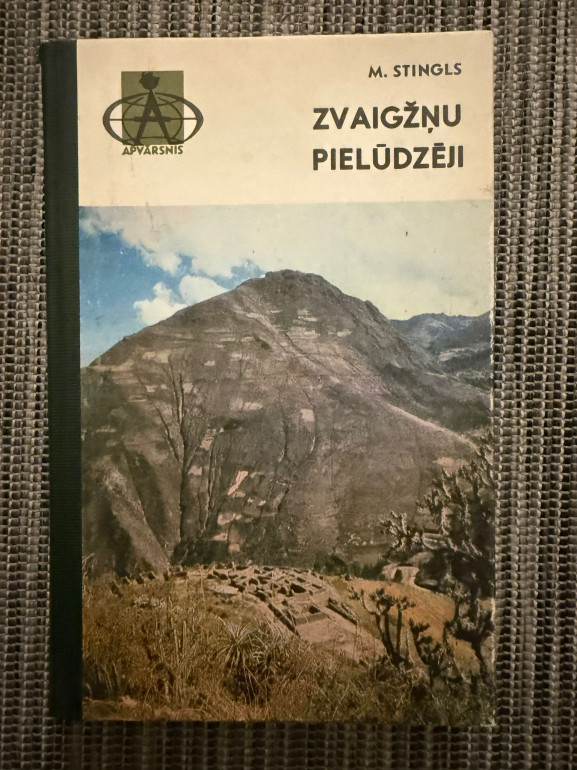 M. STINGLS
ZVAIGŽŅU
PIELŪDZĒJI
APVĀRSNIS